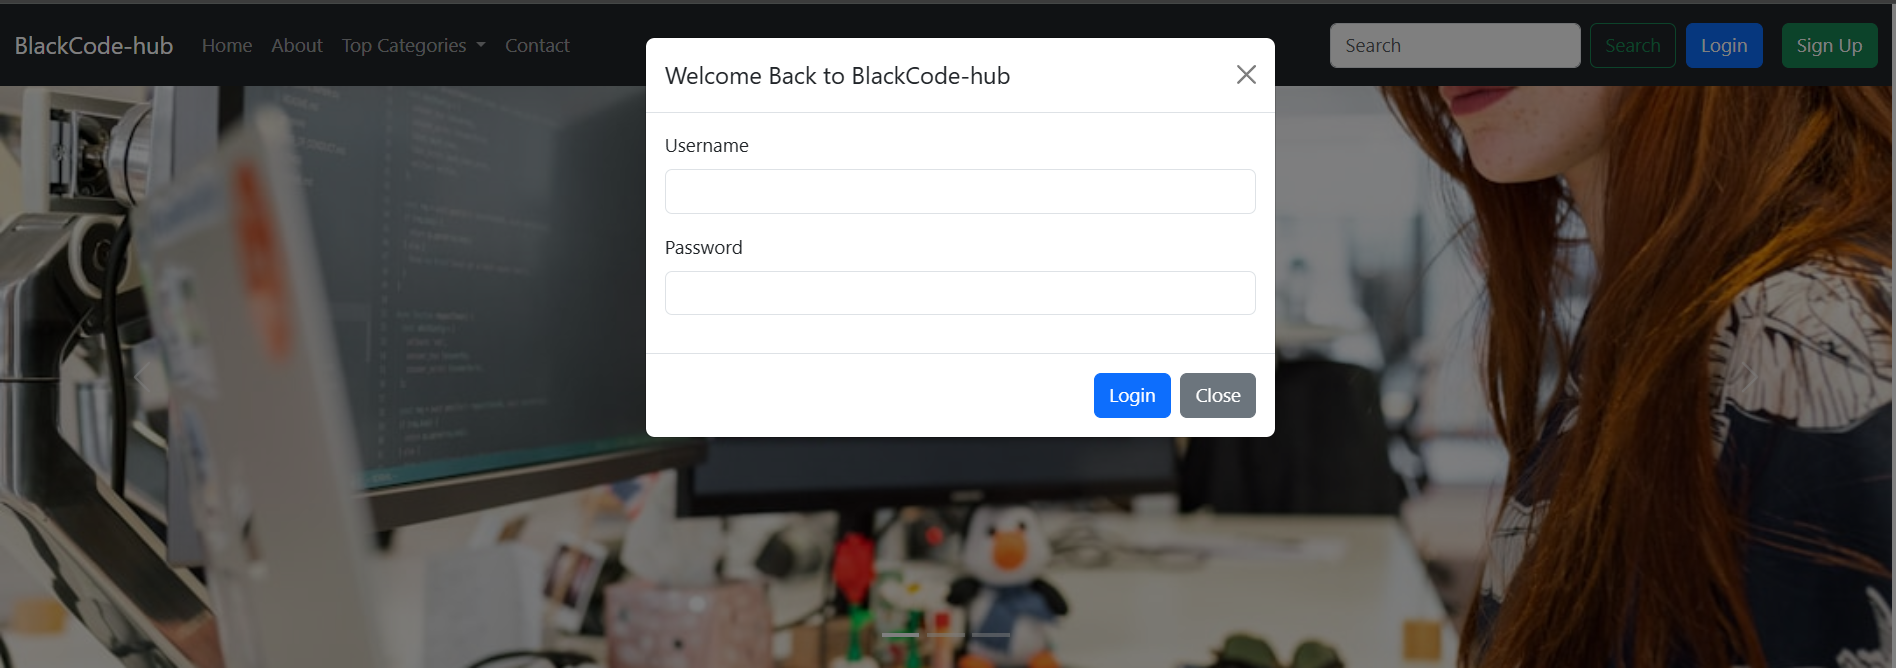 BlackCode-hub Home About Top Categories Contact Search Search Login Sign Up
Welcome Back to BlackCode-hub
Username
Password
Login Close